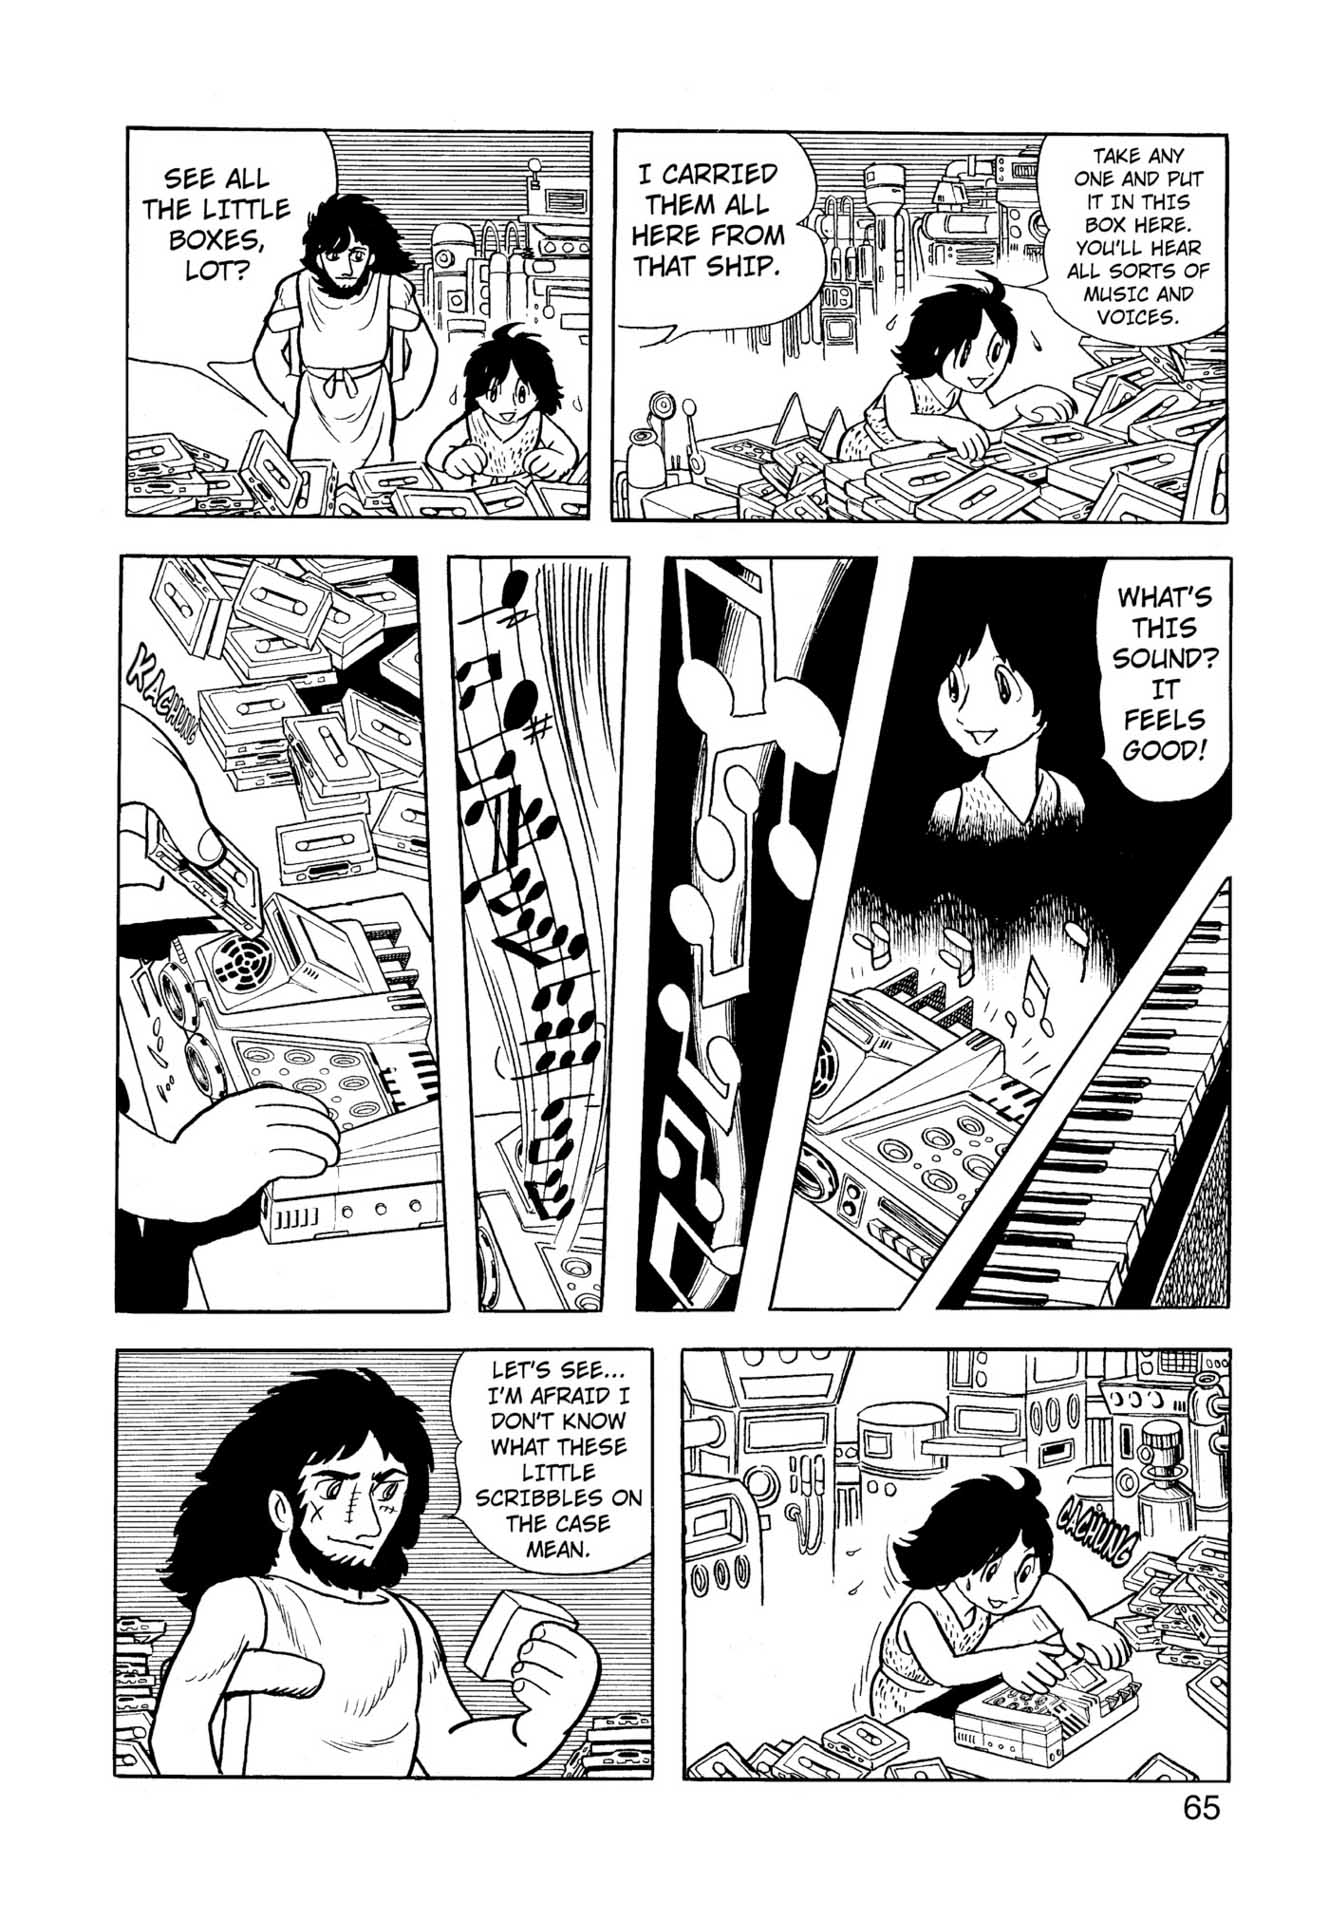 SEE ALL
THE LITTLE
BOXES,
LOT?
I CARRIED
THEM ALL
HERE FROM
THAT SHIP.
TAKE ANY
ONE AND PUT
IT IN THIS
BOX HERE.
YOU'LL HEAR
ALL SORTS OF
MUSIC AND
VOICES.
KACHUNG
WHAT'S
THIS
SOUND?
IT
FEELS
GOOD!
LET'S SEE...
I'M AFRAID I
DON'T KNOW
WHAT THESE
LITTLE
SCRIBBLES ON
THE CASE
MEAN.
CACHUNG
65